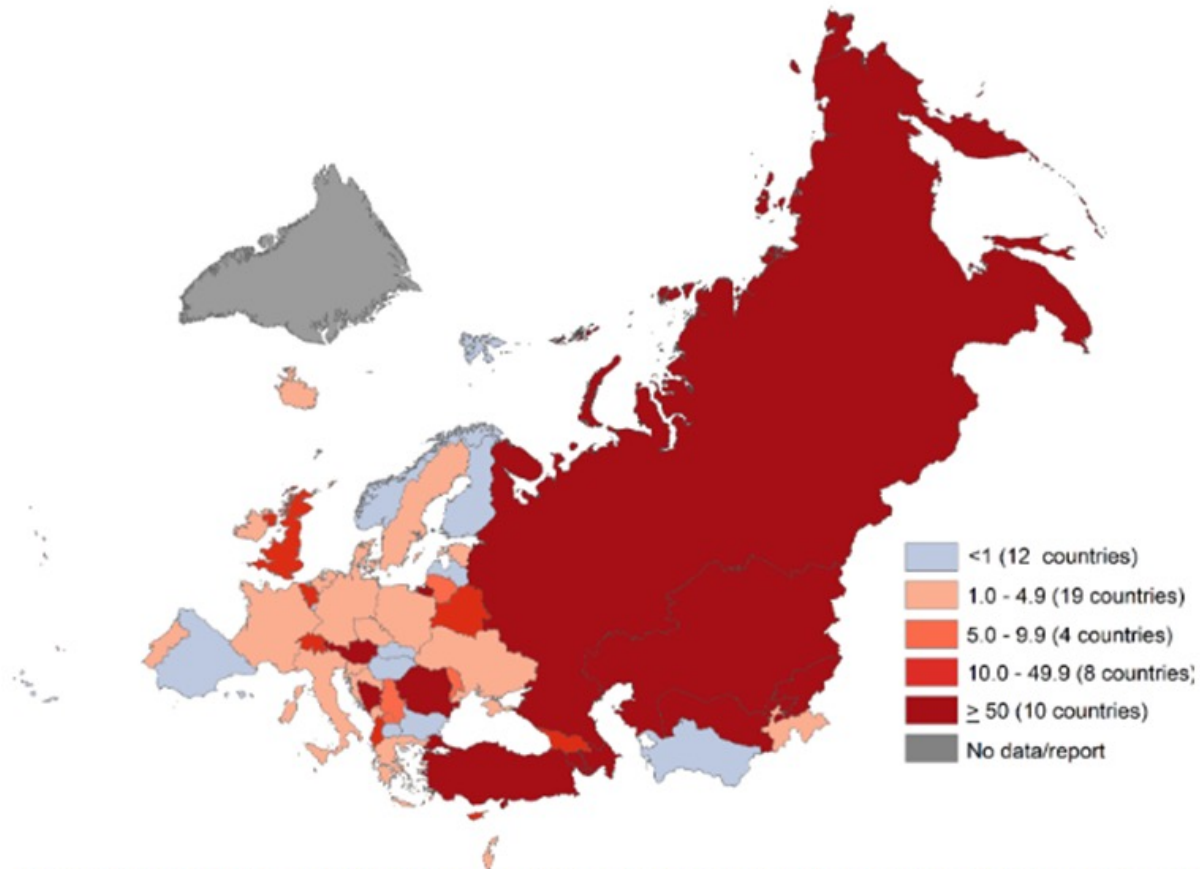 <1 (12 countries)
1.0 - 4.9 (19 countries)
5.0 - 9.9 (4 countries)
10.0 - 49.9 (8 countries)
≥ 50 (10 countries)
No data/report